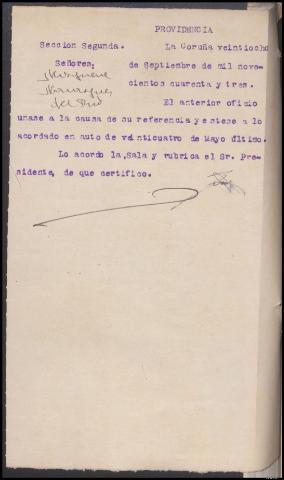 PROVIDENCIA
Sección Segunda. La Coruña veintiocho
Señores: de Septiembre de mil nove-
cientos cuarenta y tres.
El anterior oficio
unase a la causa de su referencia y estese a lo
acordado en auto de veinticuatro de Mayo último.
Lo acordo la Sala y rubrica el Sr. Pre-
sidente, de que certifico.